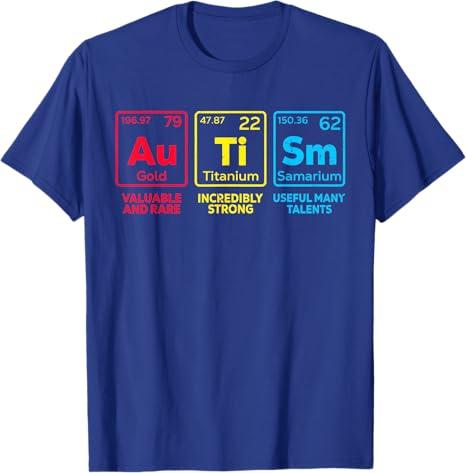 196.97 79
Au
Gold
VALUABLE
AND RARE
47.87 22
Ti
Titanium
INCREDIBLY
STRONG
150.36 62
Sm
Samarium
USEFUL MANY
TALENTS